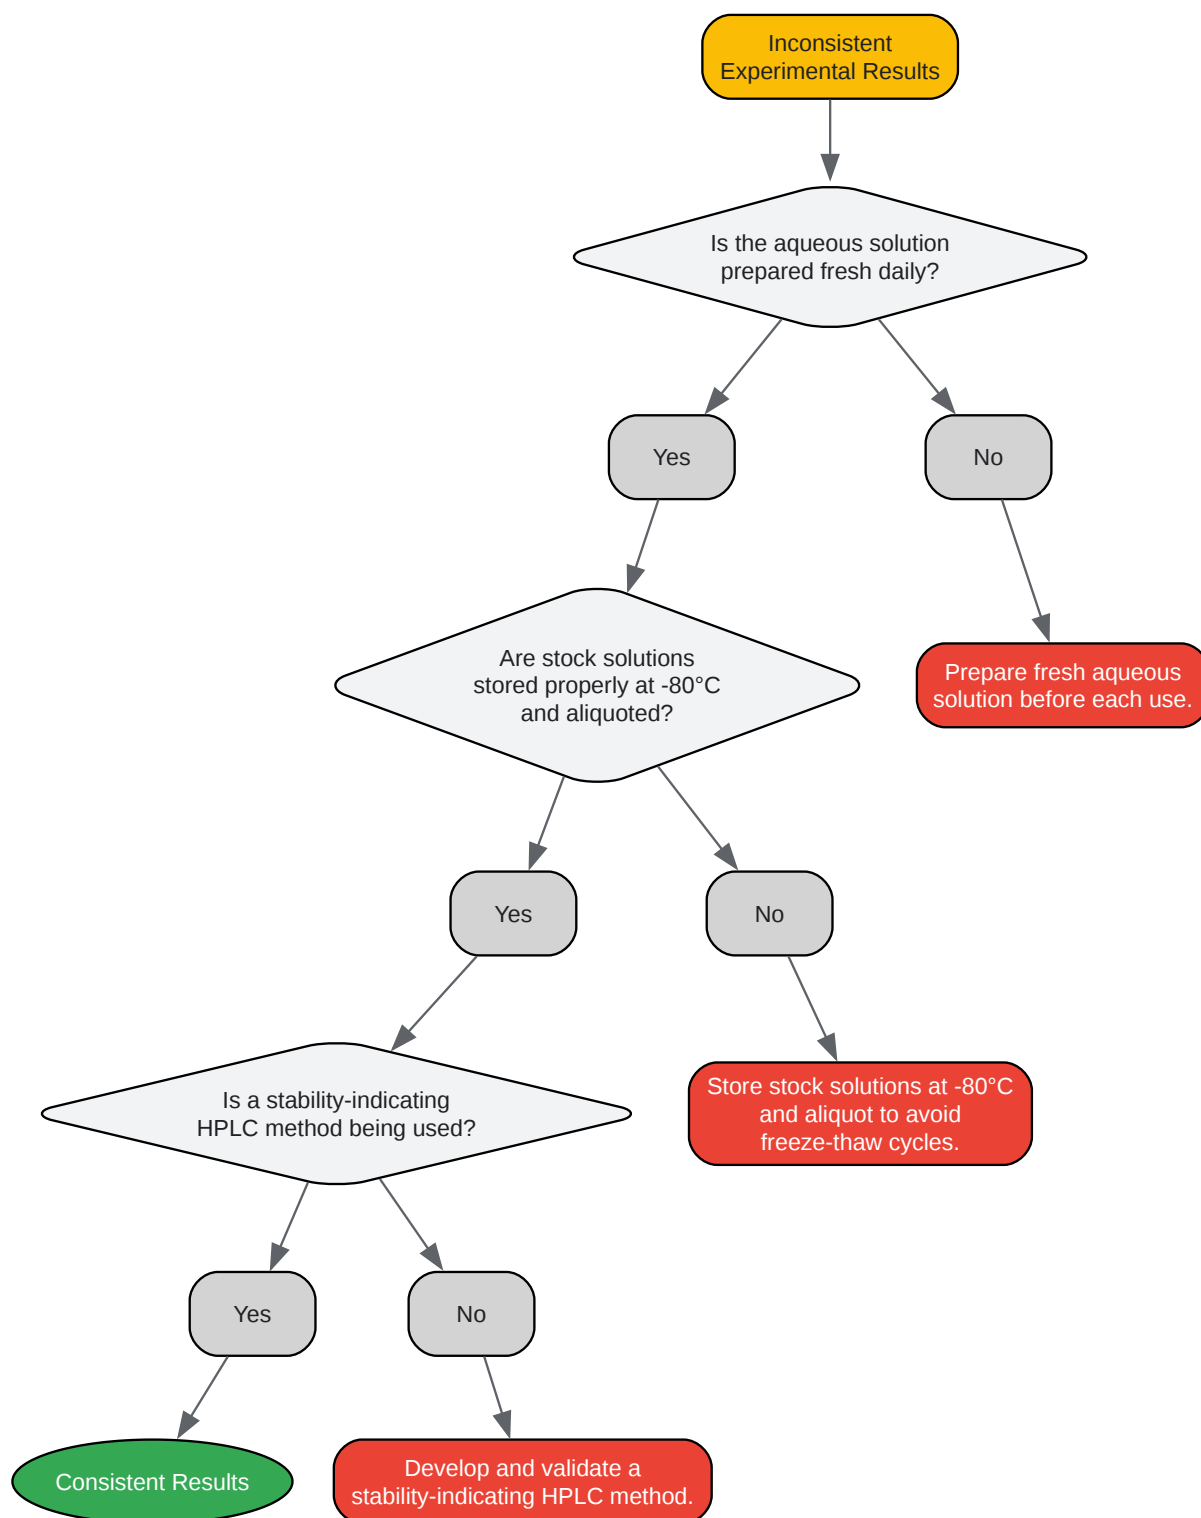 Inconsistent
Experimental Results
Is the aqueous solution
prepared fresh daily?
Yes
No
Are stock solutions
stored properly at -80°C
and aliquoted?
Prepare fresh aqueous
solution before each use.
Yes
No
Is a stability-indicating
HPLC method being used?
Store stock solutions at -80°C
and aliquot to avoid
freeze-thaw cycles.
Yes
No
Consistent Results
Develop and validate a
stability-indicating HPLC method.